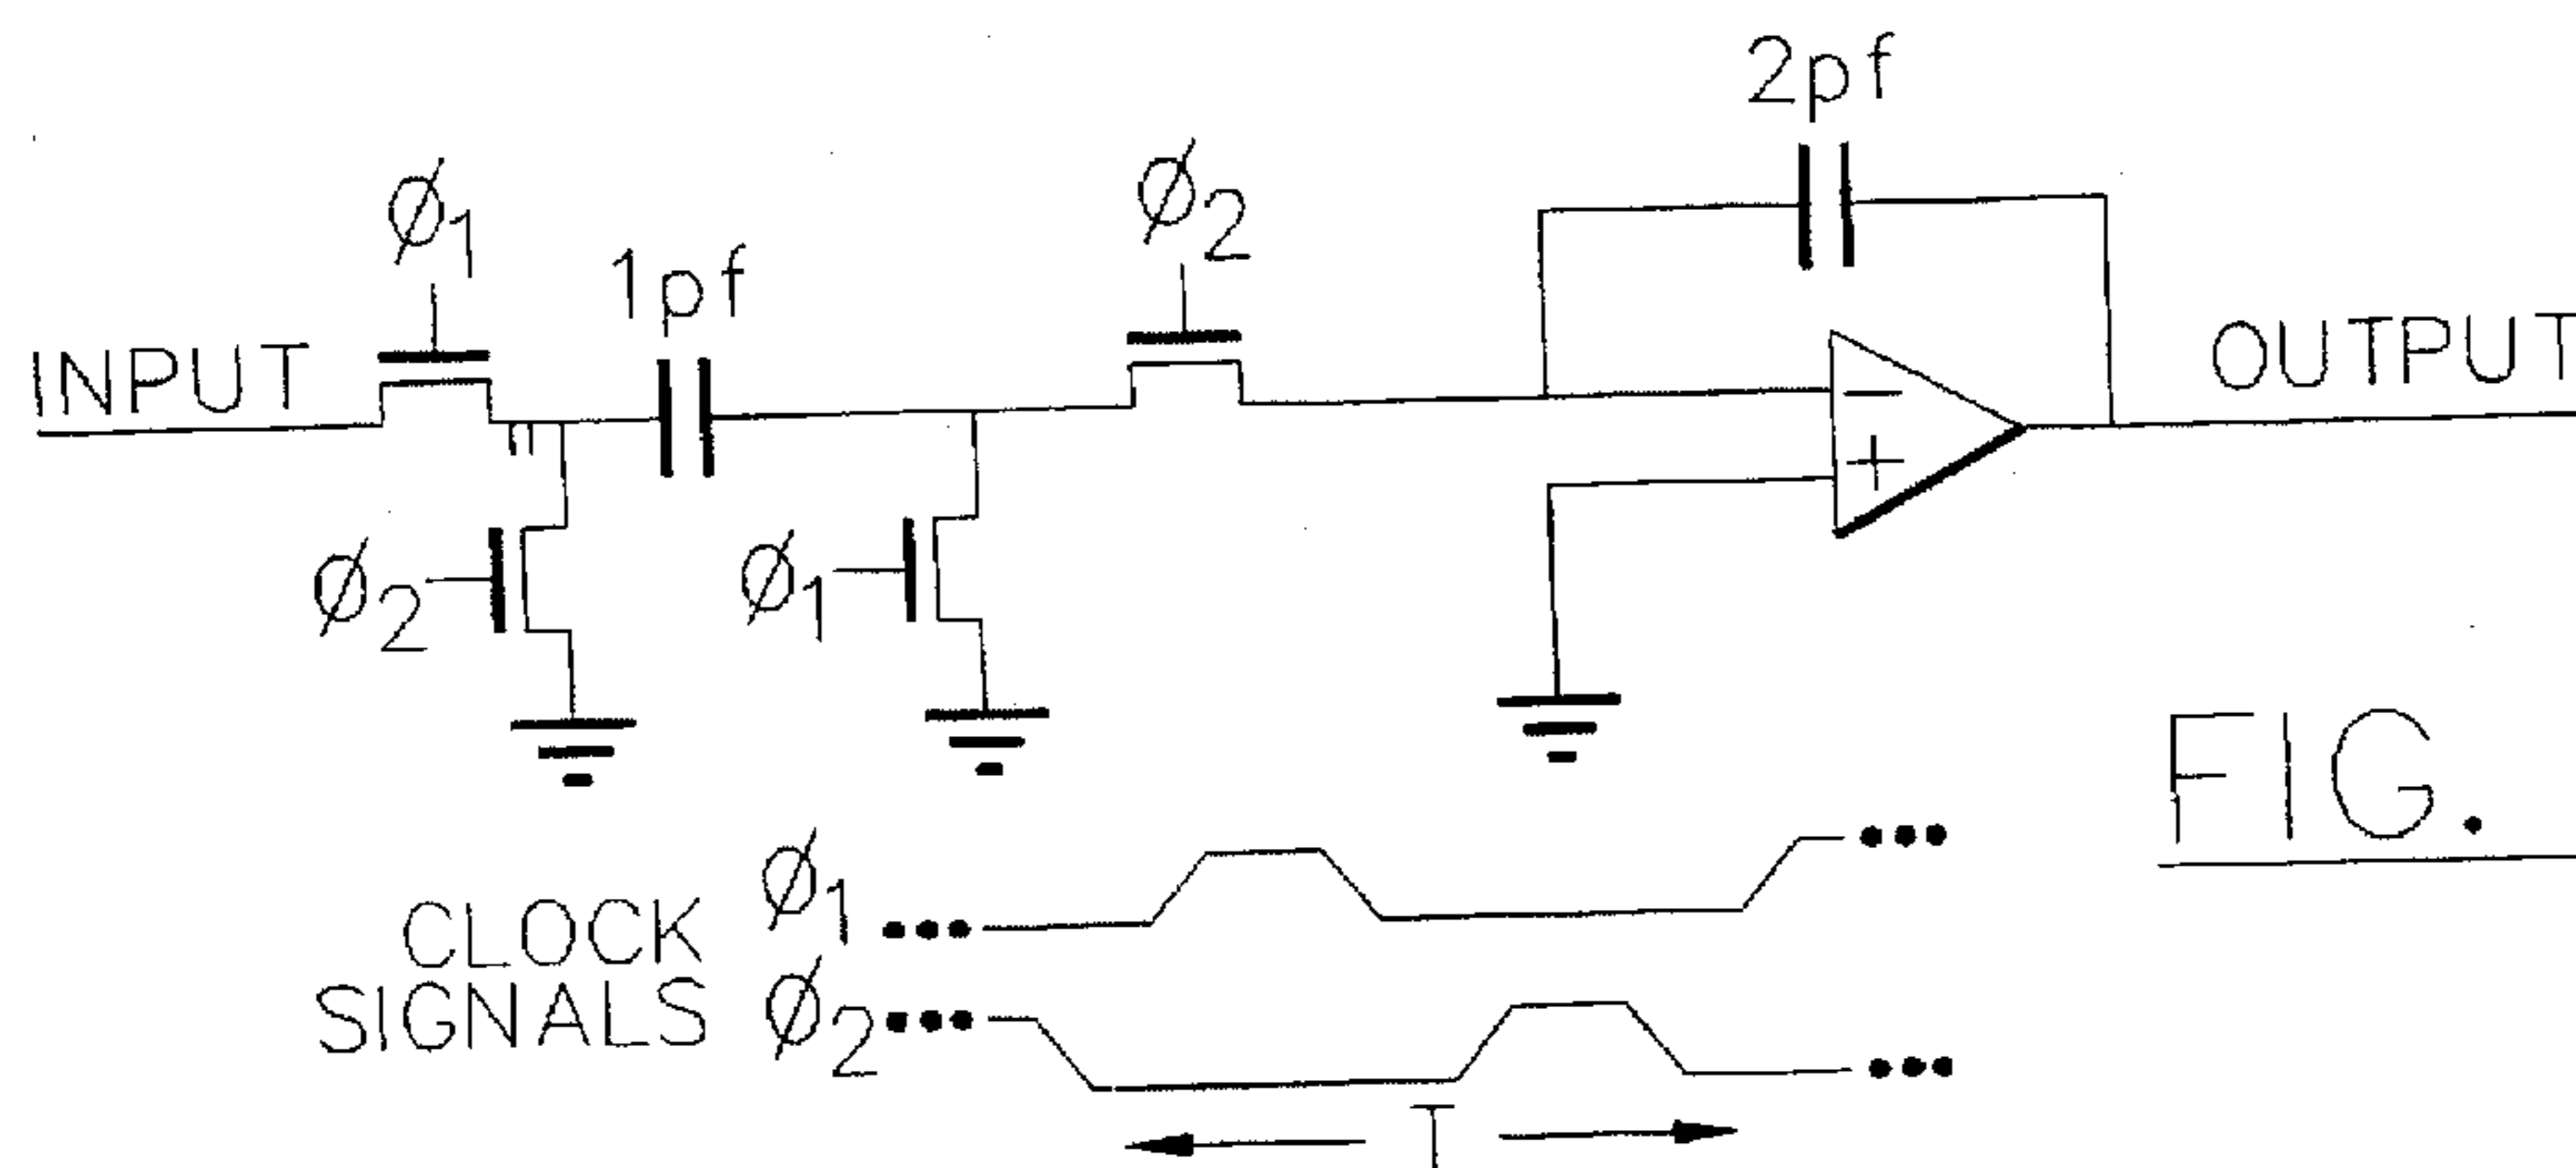 2pf
ø1
1pf
ø2
INPUT
OUTPUT
−
+
ø2
ø1
FIG.
CLOCK
SIGNALS
ø1
ø2
T